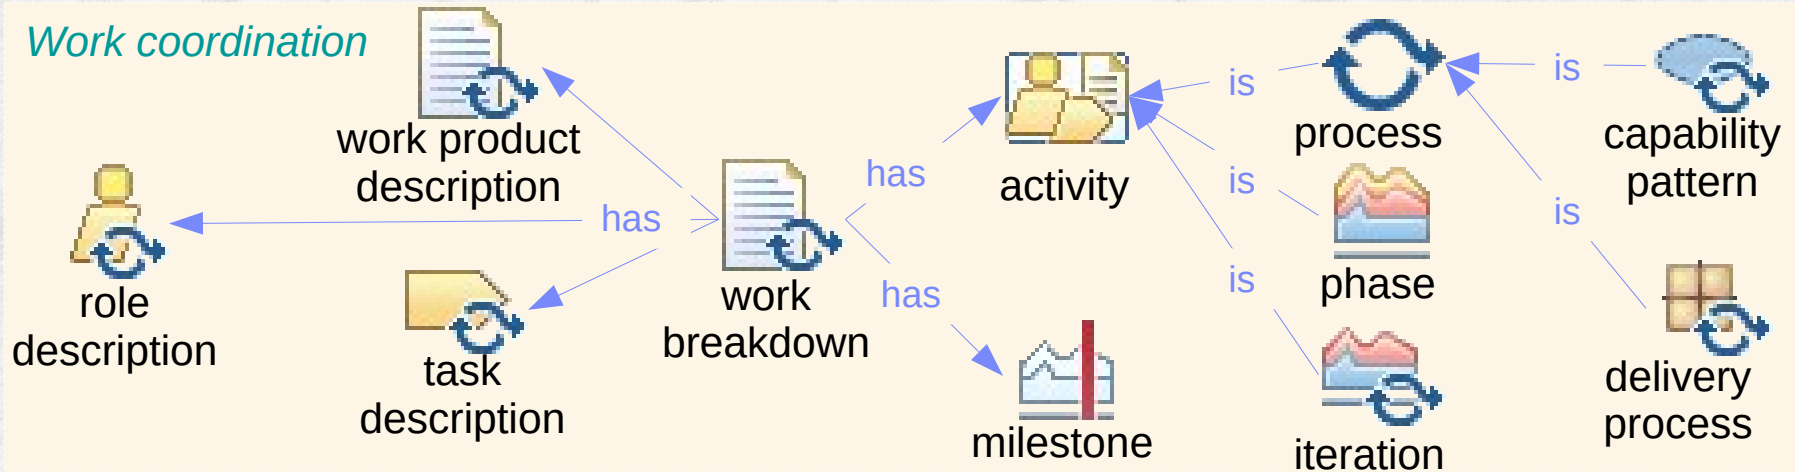 Work coordination
work product
description
role
description
task
description
has
work
breakdown
has
has
activity
milestone
is
is
is
process
phase
iteration
is
is
capability
pattern
delivery
process